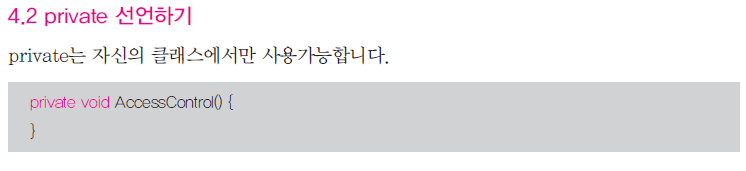 4.2 private 선언하기
private는 자신의 클래스에서만 사용가능합니다.
private void AccessControl() {
}